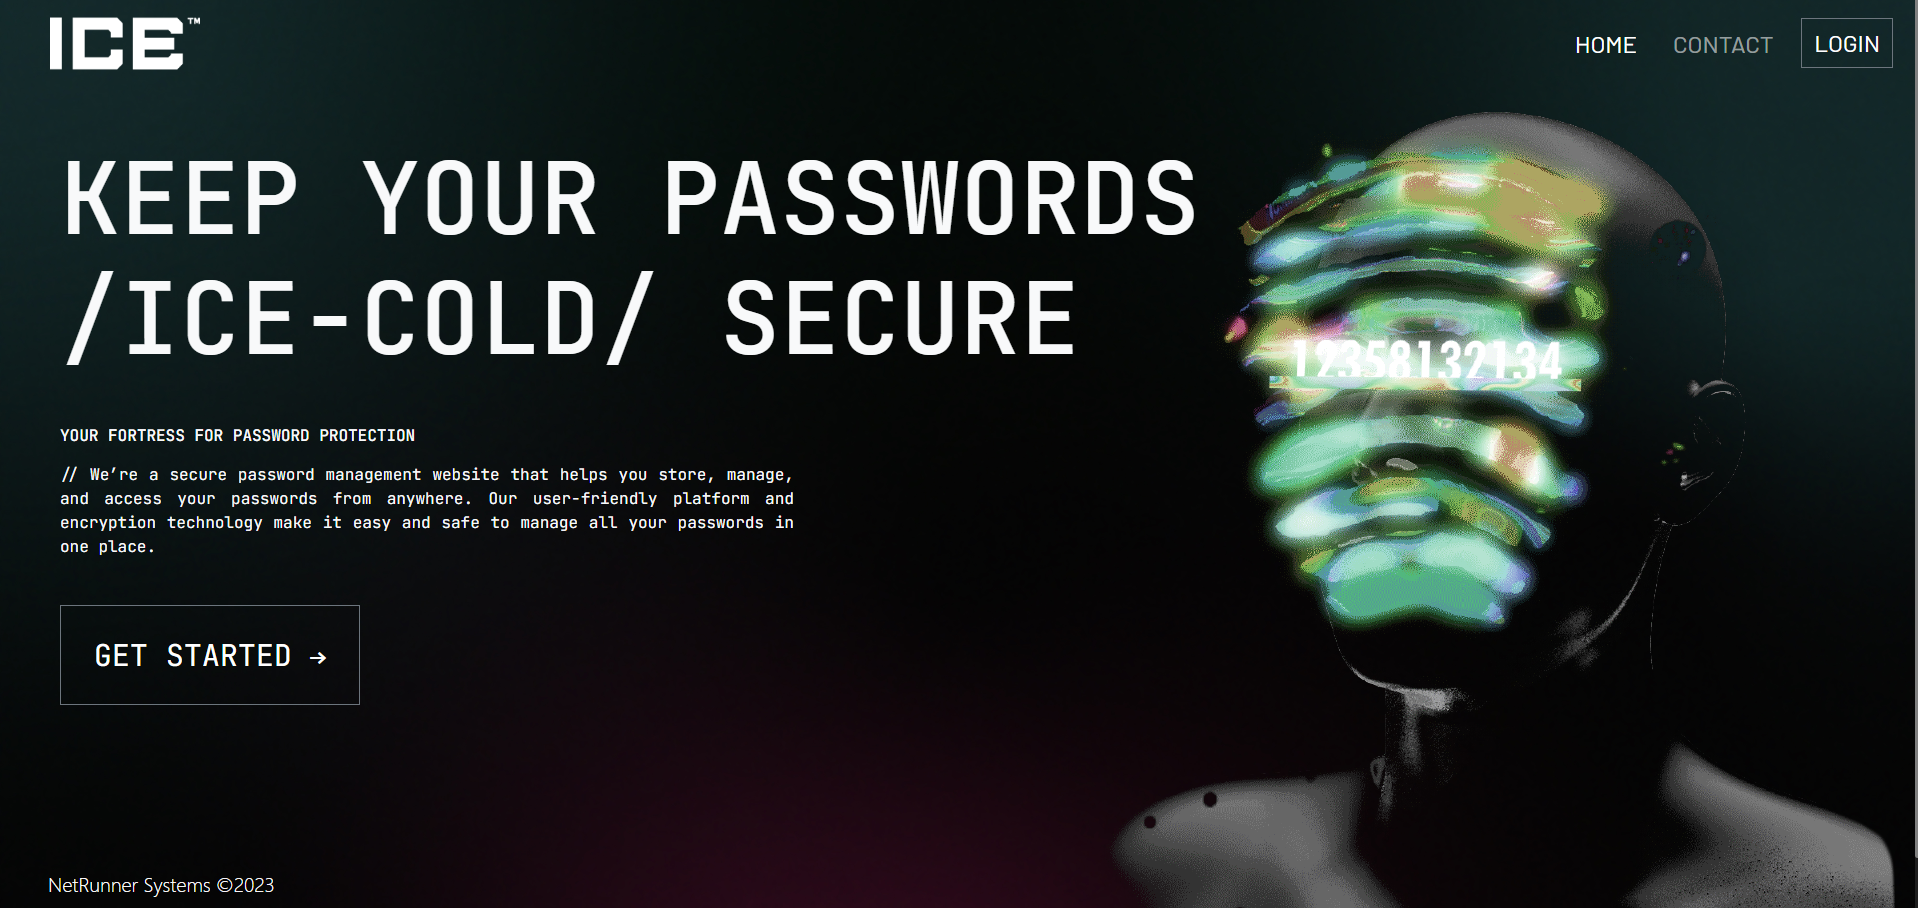 ICE™
HOME CONTACT LOGIN
KEEP YOUR PASSWORDS
/ICE-COLD/ SECURE
12358132134
YOUR FORTRESS FOR PASSWORD PROTECTION
// We’re a secure password management website that helps you store, manage,
and access your passwords from anywhere. Our user-friendly platform and
encryption technology make it easy and safe to manage all your passwords in
one place.
GET STARTED →
NetRunner Systems ©2023